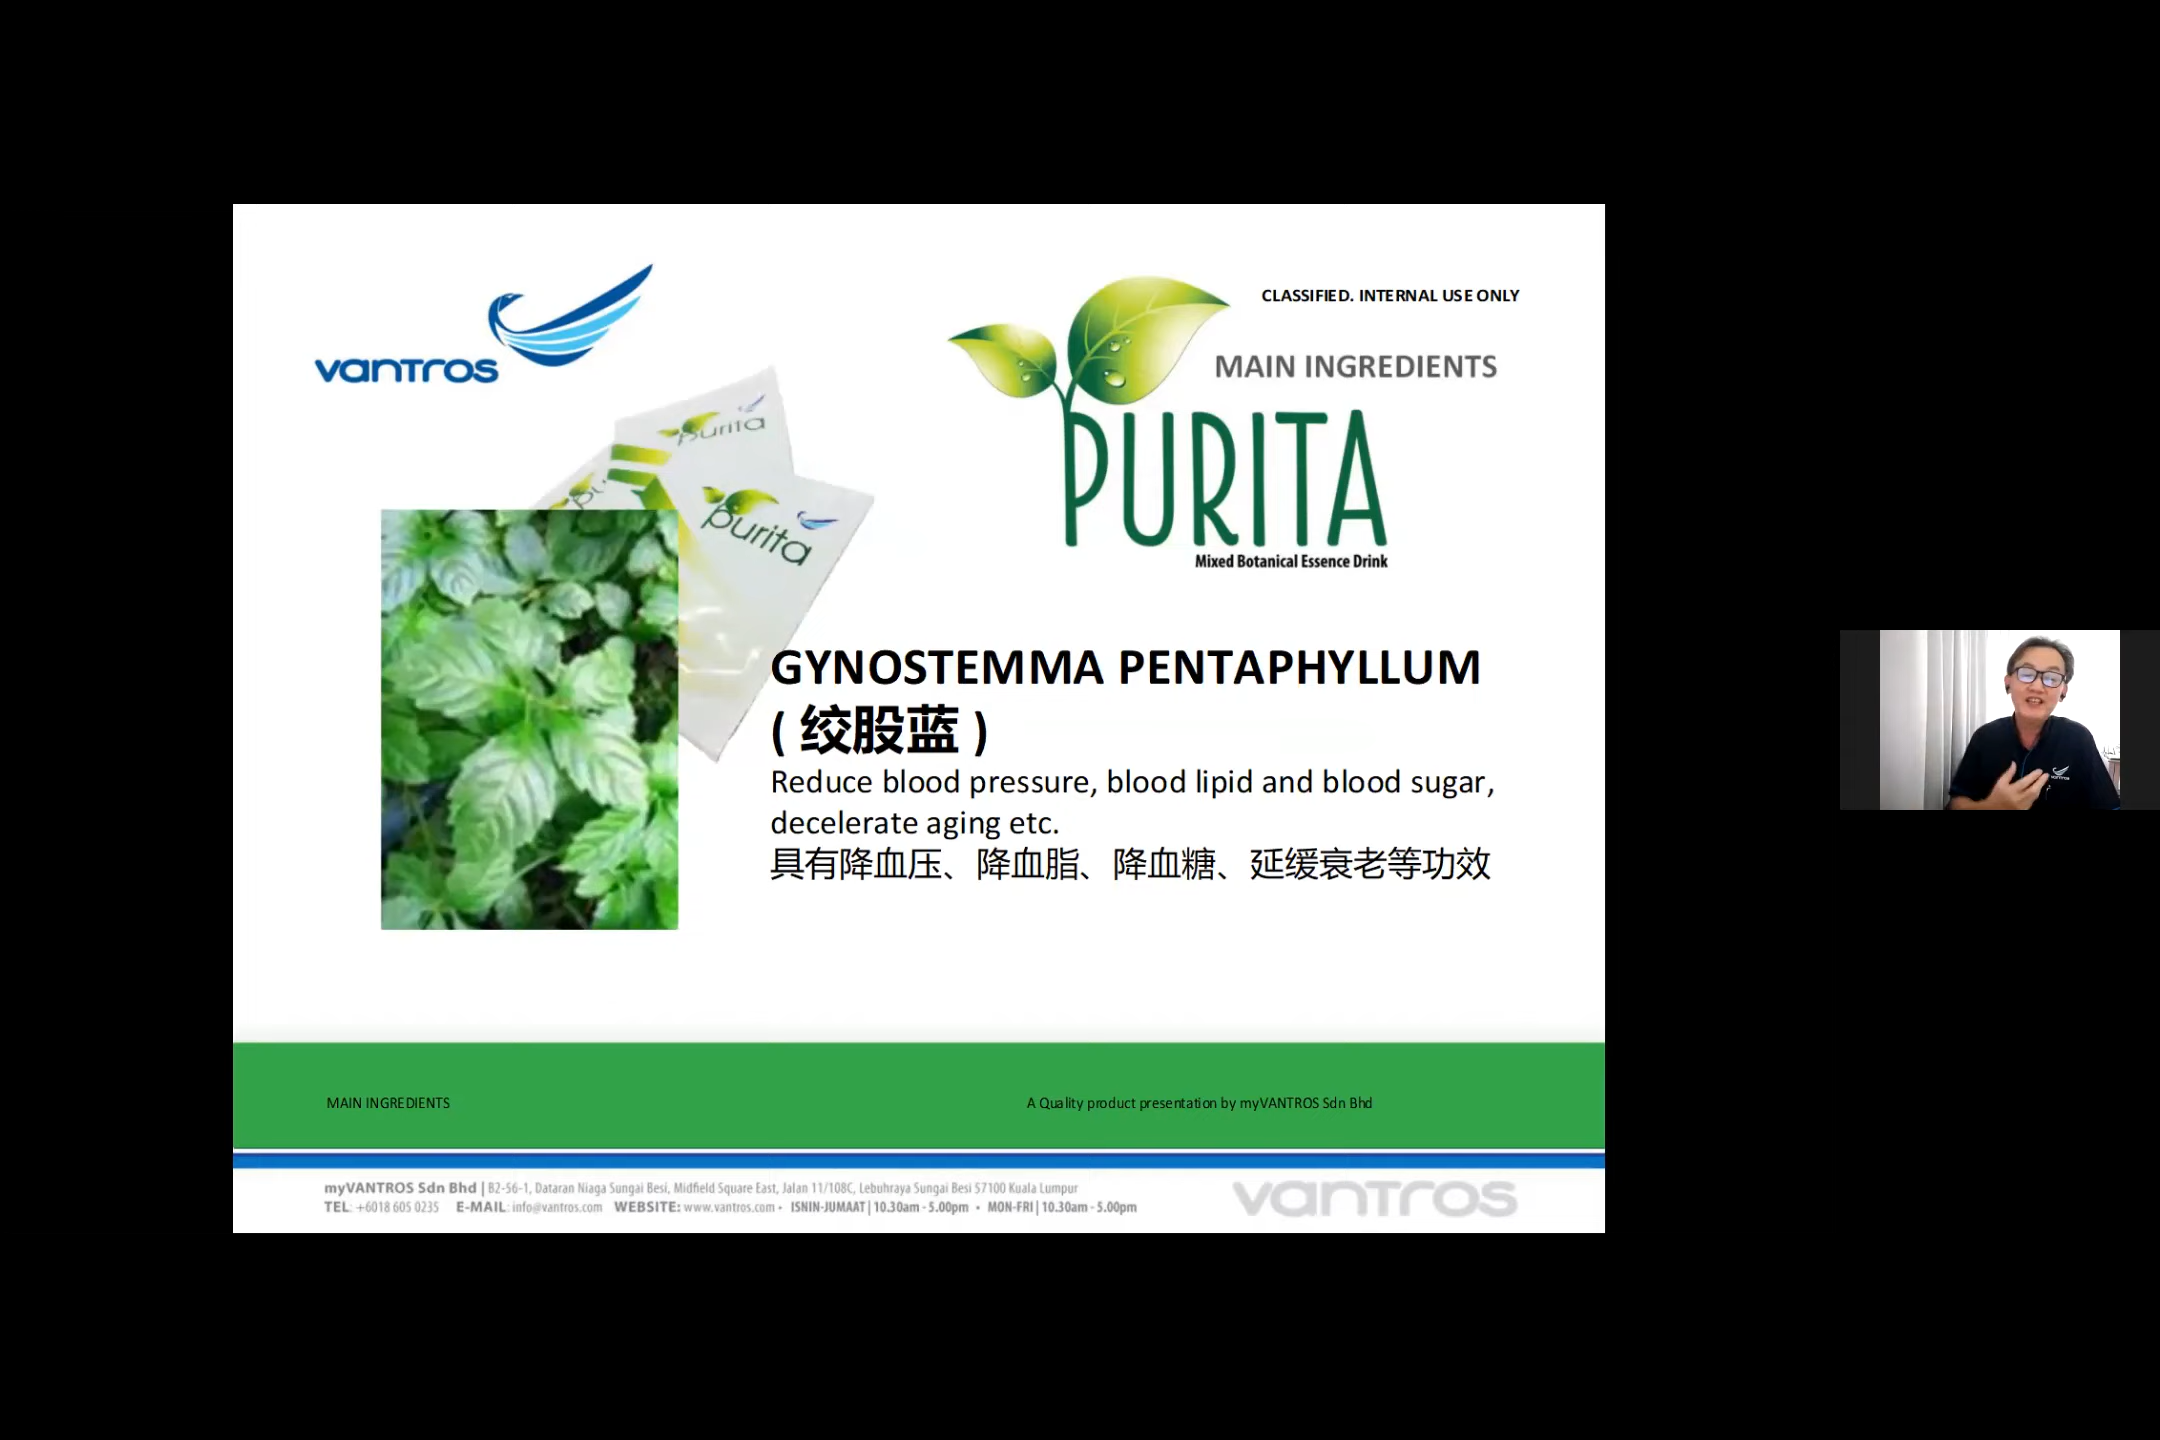 vantros
CLASSIFIED. INTERNAL USE ONLY
MAIN INGREDIENTS
PURITA
Mixed Botanical Essence Drink
purita
purita
GYNOSTEMMA PENTAPHYLLUM
( 绞股蓝 )
Reduce blood pressure, blood lipid and blood sugar,
decelerate aging etc.
具有降血压、降血脂、降血糖、延缓衰老等功效
MAIN INGREDIENTS
A Quality product presentation by myVANTROS Sdn Bhd
myVANTROS Sdn Bhd | B2-56-1, Dataran Niaga Sungai Besi, Midfield Square East, Jalan 11/108C, Lebuhraya Sungai Besi 57100 Kuala Lumpur
TEL: +6018 605 0235 E-MAIL: info@vantros.com WEBSITE: www.vantros.com • ISNIN-JUMAAT | 10.30am - 5.00pm • MON-FRI | 10.30am - 5.00pm
vantros